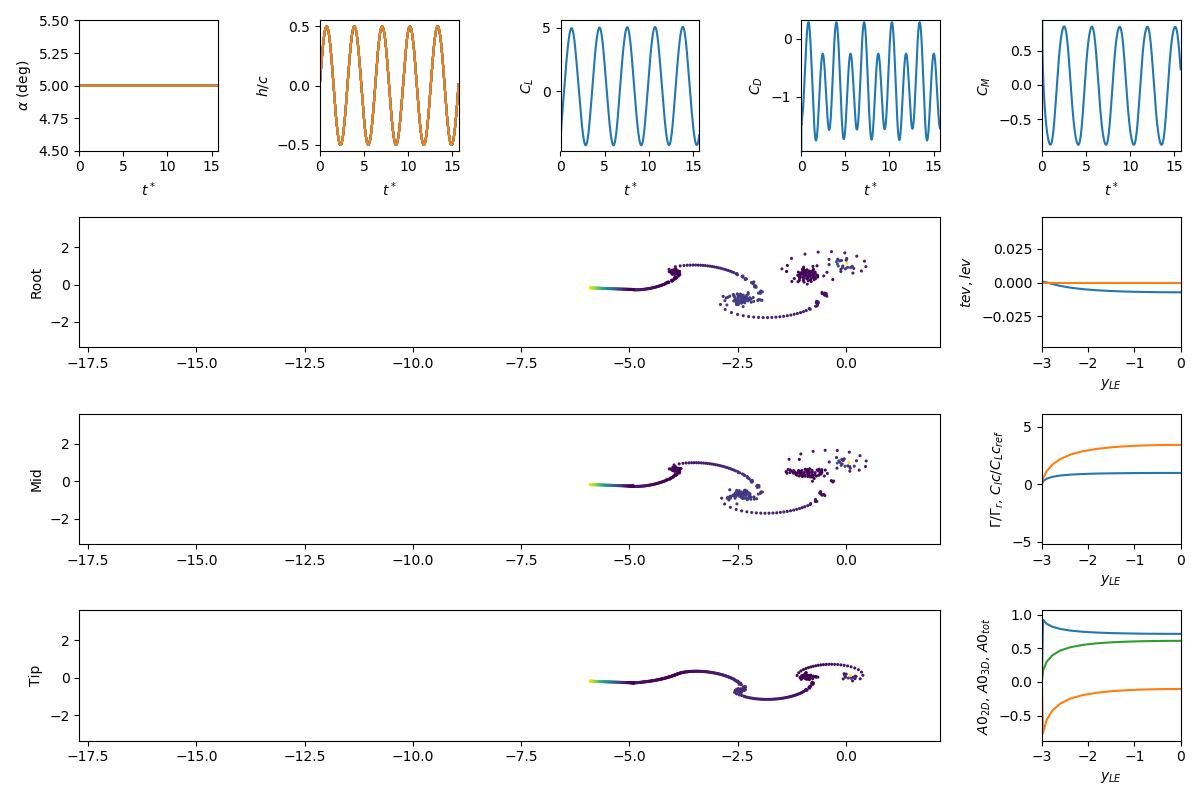 5.50
5.25
5.00
4.75
4.50
α (deg)
0 5 10 15
t*
0.5
0.0
−0.5
h/c
0 5 10 15
t*
5
0
C_L
0 5 10 15
t*
0
−1
C_D
0 5 10 15
t*
0.5
0.0
−0.5
C_M
0 5 10 15
t*
Root
2
0
−2
−17.5 −15.0 −12.5 −10.0 −7.5 −5.0 −2.5 0.0
tev, lev
0.025
0.000
−0.025
−3 −2 −1 0
y_LE
Mid
2
0
−2
−17.5 −15.0 −12.5 −10.0 −7.5 −5.0 −2.5 0.0
Γ/Γ_r, C_lc/C_Lc_ref
5
0
−5
−3 −2 −1 0
y_LE
Tip
2
0
−2
−17.5 −15.0 −12.5 −10.0 −7.5 −5.0 −2.5 0.0
A0_2D, A0_3D, A0_tot
1.0
0.5
0.0
−0.5
−3 −2 −1 0
y_LE